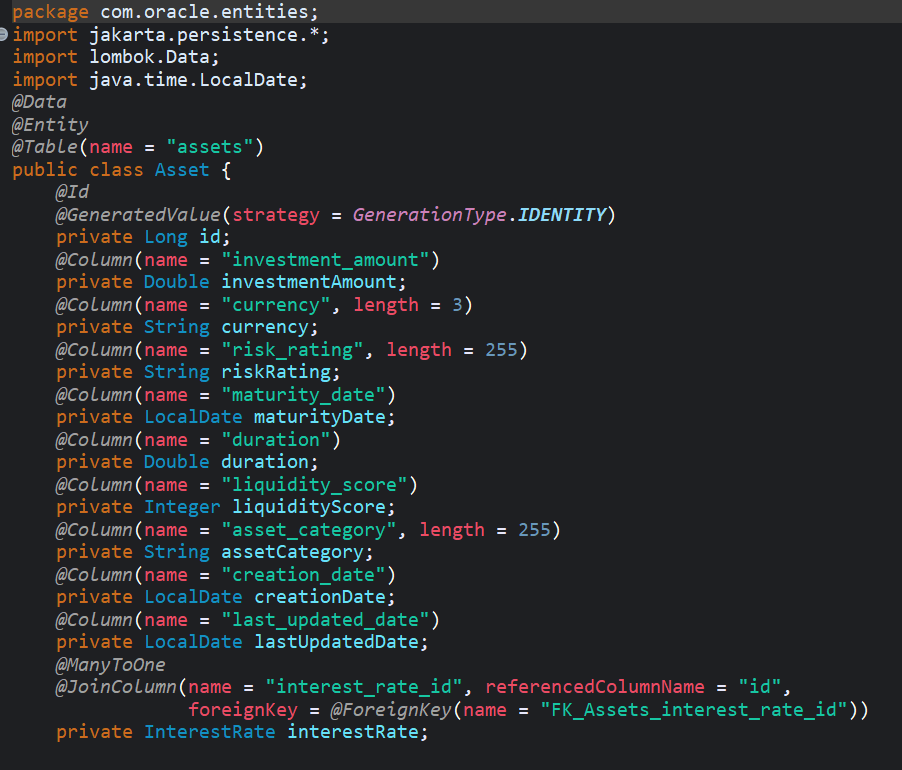 package com.oracle.entities;
import jakarta.persistence.*;
import lombok.Data;
import java.time.LocalDate;
@Data
@Entity
@Table(name = "assets")
public class Asset {
    @Id
    @GeneratedValue(strategy = GenerationType.IDENTITY)
    private Long id;
    @Column(name = "investment_amount")
    private Double investmentAmount;
    @Column(name = "currency", length = 3)
    private String currency;
    @Column(name = "risk_rating", length = 255)
    private String riskRating;
    @Column(name = "maturity_date")
    private LocalDate maturityDate;
    @Column(name = "duration")
    private Double duration;
    @Column(name = "liquidity_score")
    private Integer liquidityScore;
    @Column(name = "asset_category", length = 255)
    private String assetCategory;
    @Column(name = "creation_date")
    private LocalDate creationDate;
    @Column(name = "last_updated_date")
    private LocalDate lastUpdatedDate;
    @ManyToOne
    @JoinColumn(name = "interest_rate_id", referencedColumnName = "id",
                foreignKey = @ForeignKey(name = "FK_Assets_interest_rate_id"))
    private InterestRate interestRate;